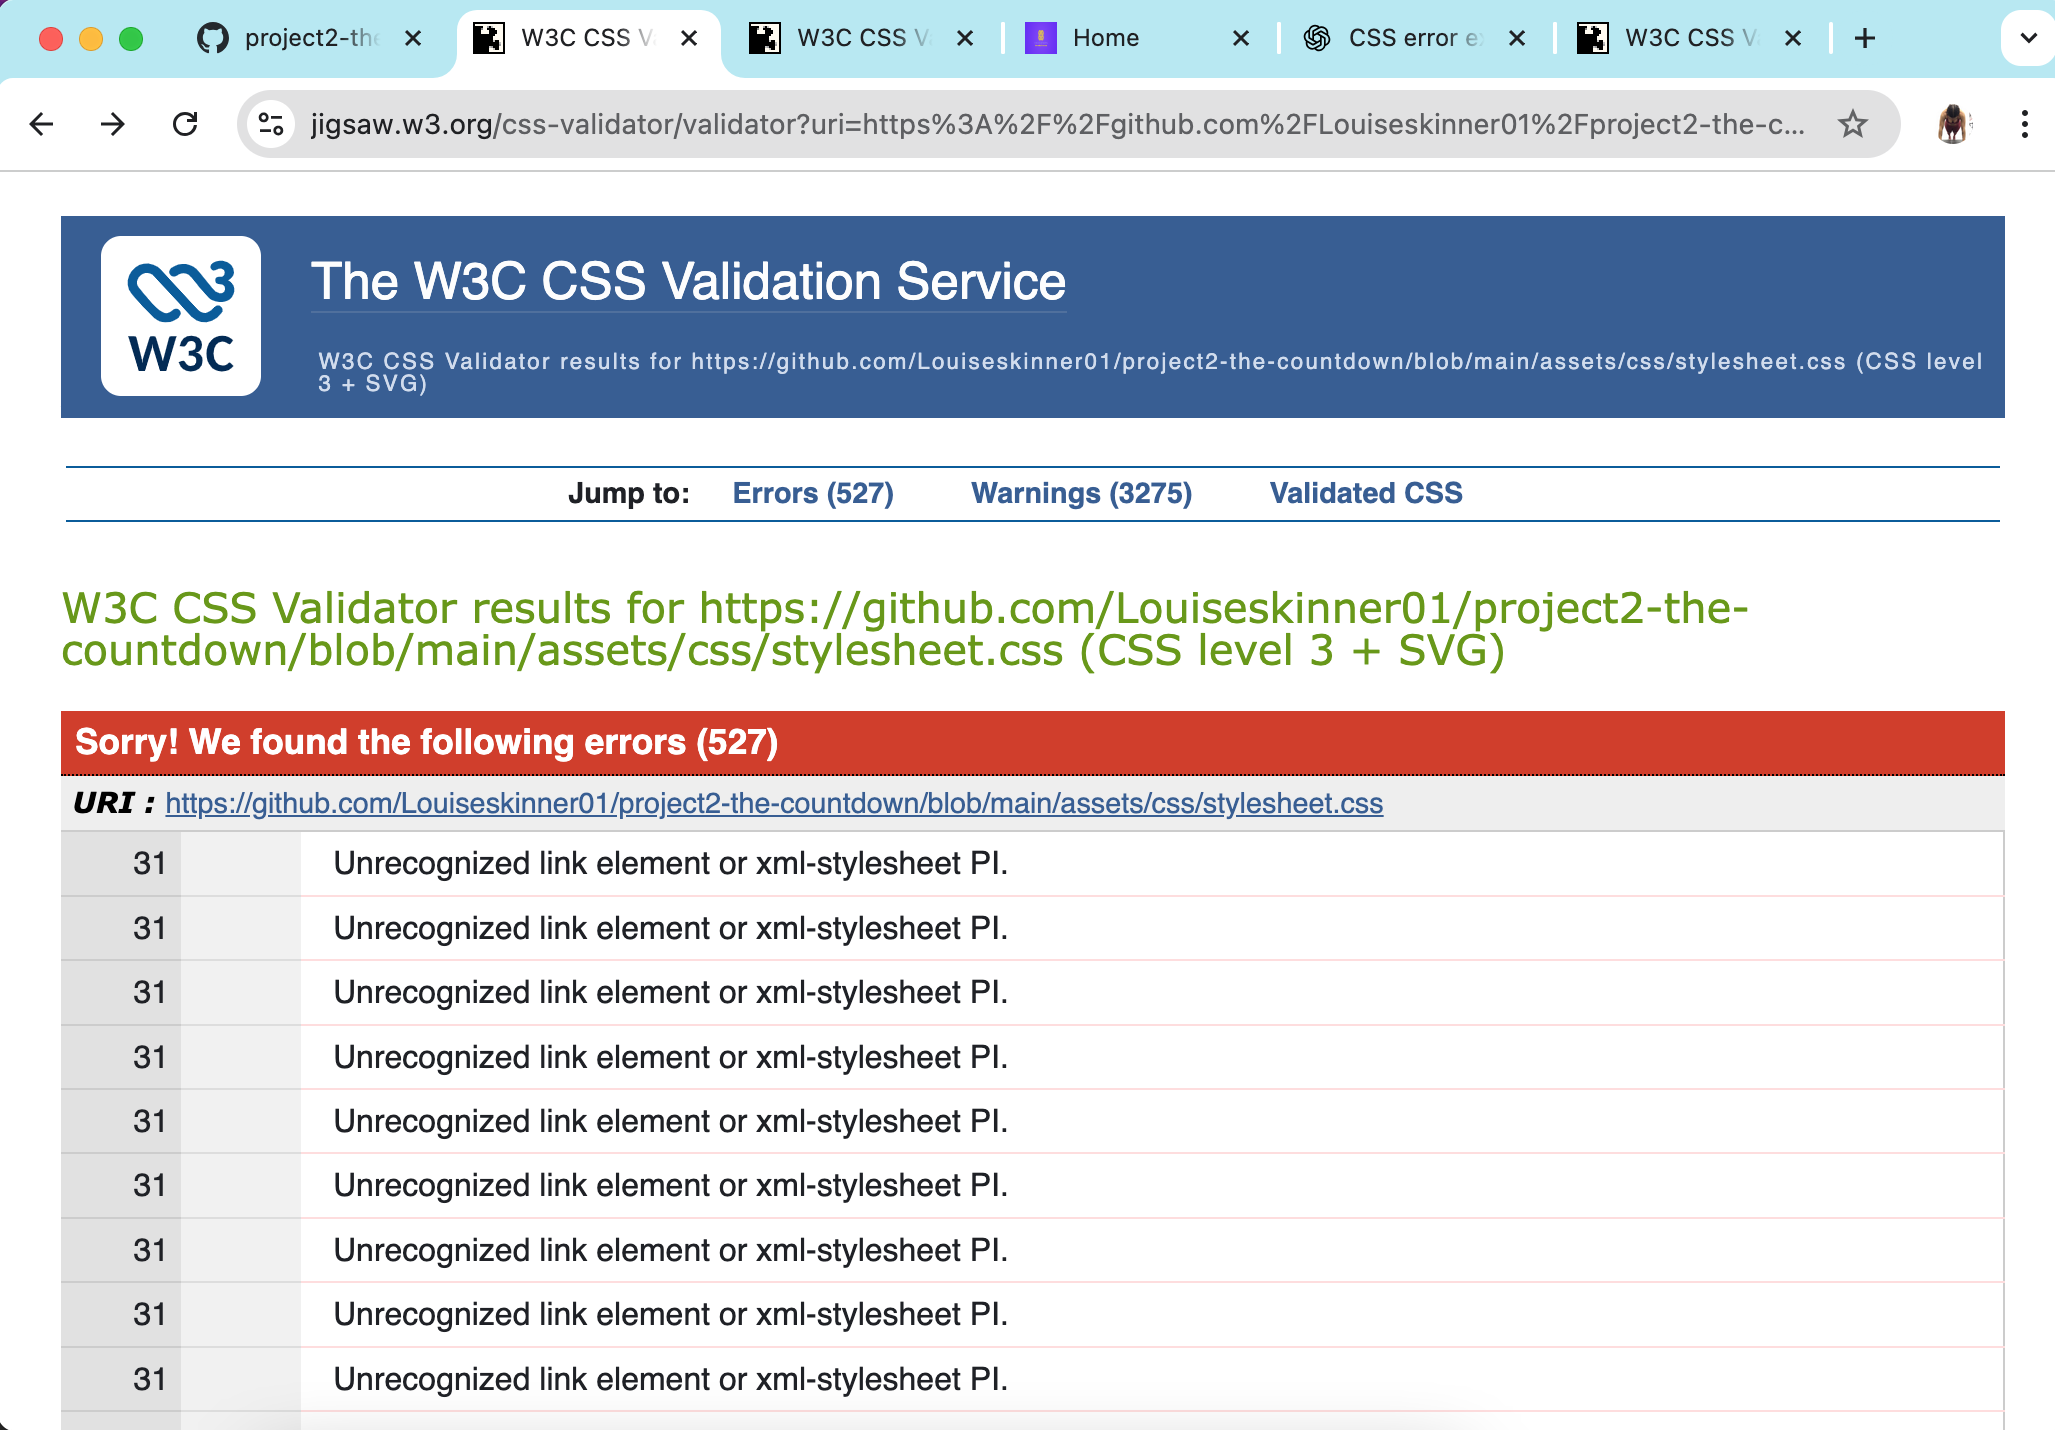 project2-the
W3C CSS V
W3C CSS V
Home
CSS error e
W3C CSS V
jigsaw.w3.org/css-validator/validator?uri=https%3A%2F%2Fgithub.com%2FLouiseskinner01%2Fproject2-the-c...
W3C
The W3C CSS Validation Service
W3C CSS Validator results for https://github.com/Louiseskinner01/project2-the-countdown/blob/main/assets/css/stylesheet.css (CSS level
3 + SVG)
Jump to: Errors (527) Warnings (3275) Validated CSS
W3C CSS Validator results for https://github.com/Louiseskinner01/project2-the-
countdown/blob/main/assets/css/stylesheet.css (CSS level 3 + SVG)
Sorry! We found the following errors (527)
URI : https://github.com/Louiseskinner01/project2-the-countdown/blob/main/assets/css/stylesheet.css
31 Unrecognized link element or xml-stylesheet PI.
31 Unrecognized link element or xml-stylesheet PI.
31 Unrecognized link element or xml-stylesheet PI.
31 Unrecognized link element or xml-stylesheet PI.
31 Unrecognized link element or xml-stylesheet PI.
31 Unrecognized link element or xml-stylesheet PI.
31 Unrecognized link element or xml-stylesheet PI.
31 Unrecognized link element or xml-stylesheet PI.
31 Unrecognized link element or xml-stylesheet PI.